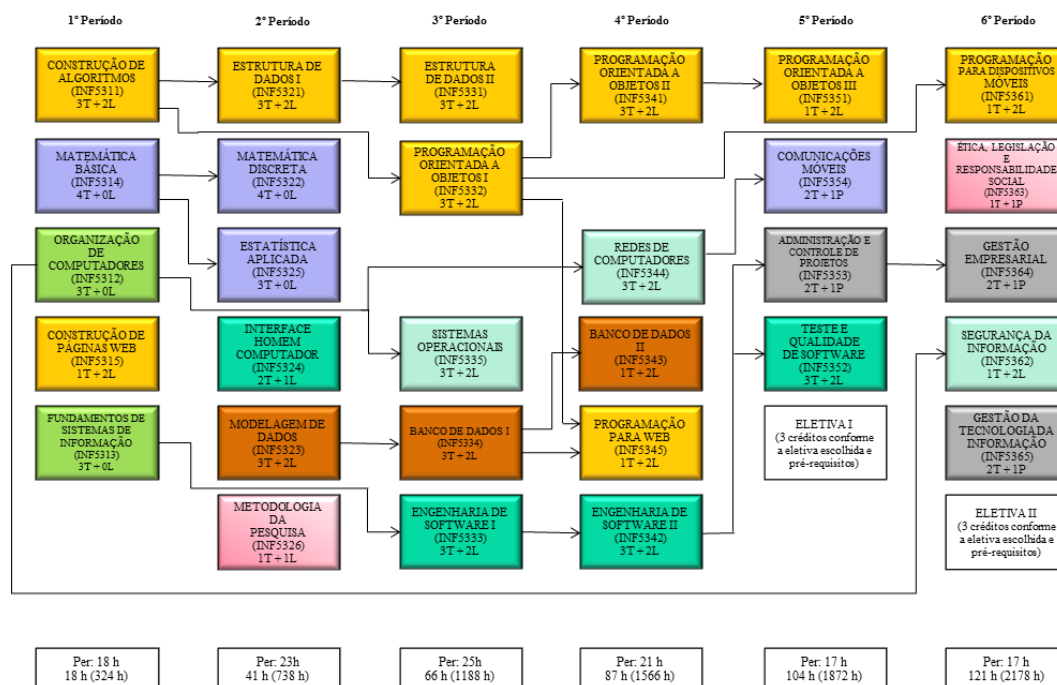 1º Período
2º Período
3º Período
4º Período
5º Período
6º Período
CONSTRUÇÃO DE
ALGORITMOS
(INF5311)
3T + 2L
ESTRUTURA DE
DADOS I
(INF5321)
3T + 2L
ESTRUTURA
DE DADOS II
(INF5331)
3T + 2L
PROGRAMAÇÃO
ORIENTADA A
OBJETOS II
(INF5341)
3T + 2L
PROGRAMAÇÃO
ORIENTADA A
OBJETOS III
(INF5351)
1T + 2L
PROGRAMAÇÃO
PARA DISPOSITIVOS
MÓVEIS
(INF5361)
1T + 2L
MATEMÁTICA
BÁSICA
(INF5314)
4T + 0L
MATEMÁTICA
DISCRETA
(INF5322)
4T + 0L
PROGRAMAÇÃO
ORIENTADA A
OBJETOS I
(INF5332)
3T + 2L
COMUNICAÇÕES
MÓVEIS
(INF5354)
2T + 1P
ÉTICA, LEGISLAÇÃO
E
RESPONSABILIDADE
SOCIAL
(INF5363)
1T + 1P
ORGANIZAÇÃO
DE
COMPUTADORES
(INF5312)
3T + 0L
ESTATÍSTICA
APLICADA
(INF5325)
3T + 0L
REDES DE
COMPUTADORES
(INF5344)
3T + 2L
ADMINISTRAÇÃO E
CONTROLE DE
PROJETOS
(INF5353)
2T + 1P
GESTÃO
EMPRESARIAL
(INF5364)
2T + 1P
CONSTRUÇÃO DE
PÁGINAS WEB
(INF5315)
1T + 2L
INTERFACE
HOMEM
COMPUTADOR
(INF5324)
2T + 1L
SISTEMAS
OPERACIONAIS
(INF5335)
3T + 2L
BANCO DE DADOS
II
(INF5343)
1T + 2L
TESTE E
QUALIDADE
DE SOFTWARE
(INF5352)
3T + 2L
SEGURANÇA DA
INFORMAÇÃO
(INF5362)
1T + 2L
FUNDAMENTOS DE
SISTEMAS DE
INFORMAÇÃO
(INF5313)
3T + 0L
MODELAGEM DE
DADOS
(INF5323)
3T + 2L
BANCO DE DADOS I
(INF5334)
3T + 2L
PROGRAMAÇÃO
PARA WEB
(INF5345)
1T + 2L
ELETIVA I
(3 créditos conforme
a eletiva escolhida e
pré-requisitos)
GESTÃO DA
TECNOLOGIA DA
INFORMAÇÃO
(INF5365)
2T + 1P
METODOLOGIA
DA
PESQUISA
(INF5326)
1T + 1L
ENGENHARIA DE
SOFTWARE I
(INF5333)
3T + 2L
ENGENHARIA DE
SOFTWARE II
(INF5342)
3T + 2L
ELETIVA II
(3 créditos conforme
a eletiva escolhida e
pré-requisitos)
Per: 18 h
18 h (324 h)
Per: 23h
41 h (738 h)
Per: 25h
66 h (1188 h)
Per: 21 h
87 h (1566 h)
Per: 17 h
104 h (1872 h)
Per: 17 h
121 h (2178 h)